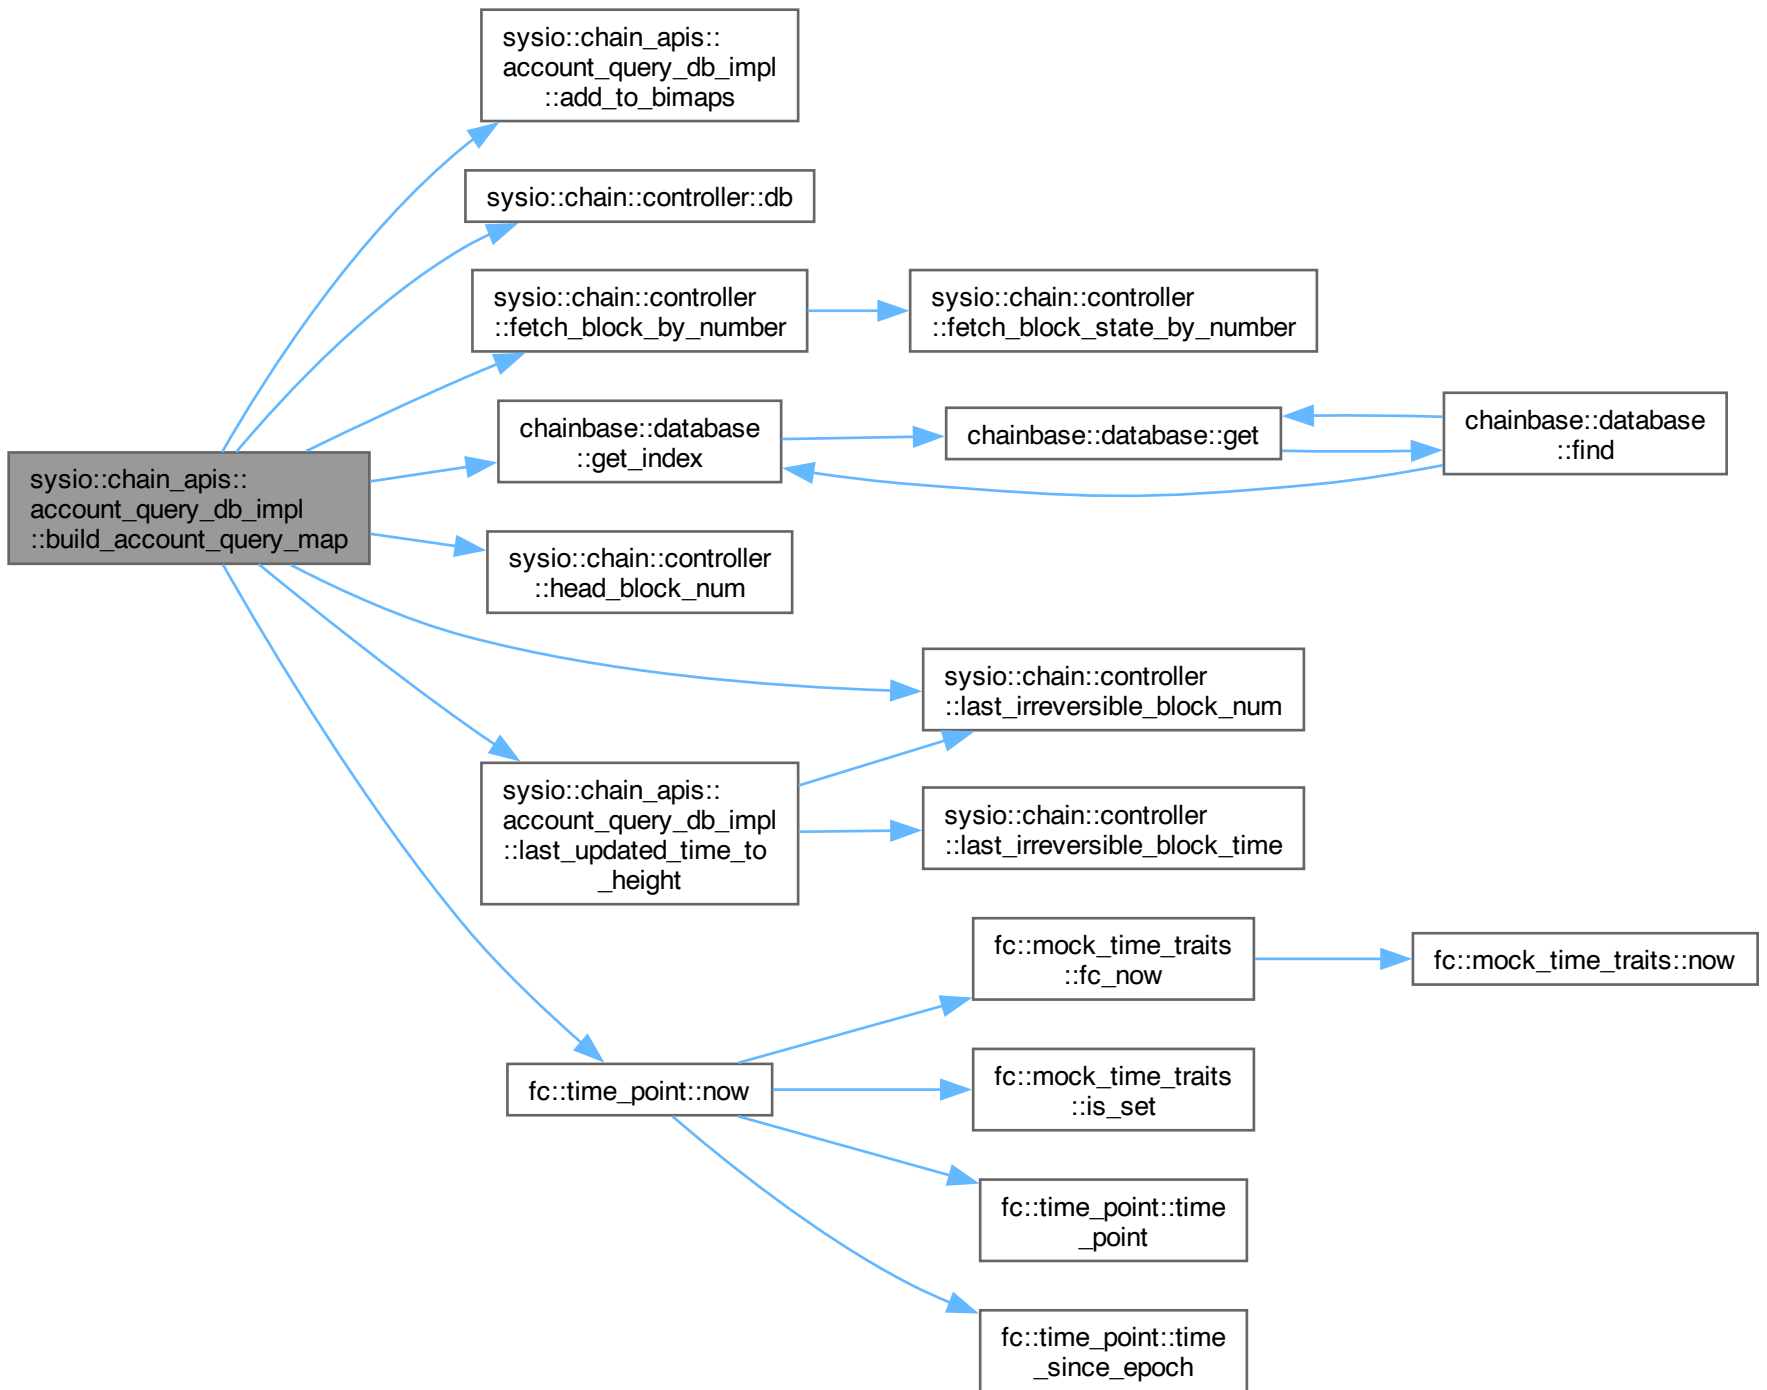 sysio::chain_apis::
account_query_db_impl
::build_account_query_map
sysio::chain_apis::
account_query_db_impl
::add_to_bimaps
sysio::chain::controller::db
sysio::chain::controller
::fetch_block_by_number
sysio::chain::controller
::fetch_block_state_by_number
chainbase::database
::get_index
chainbase::database::get
chainbase::database
::find
sysio::chain::controller
::head_block_num
sysio::chain::controller
::last_irreversible_block_num
sysio::chain_apis::
account_query_db_impl
::last_updated_time_to
_height
sysio::chain::controller
::last_irreversible_block_time
fc::time_point::now
fc::mock_time_traits
::fc_now
fc::mock_time_traits::now
fc::mock_time_traits
::is_set
fc::time_point::time
_point
fc::time_point::time
_since_epoch